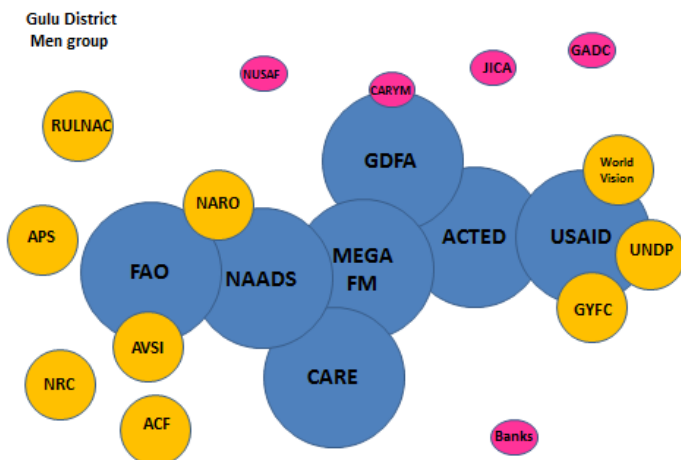 Gulu District
Men group
NUSAF
JICA
GADC
CARYM
RULNAC
GDFA
World
Vision
NARO
APS
FAO
NAADS
MEGA
FM
ACTED
USAID
UNDP
GYFC
AVSI
NRC
CARE
ACF
Banks